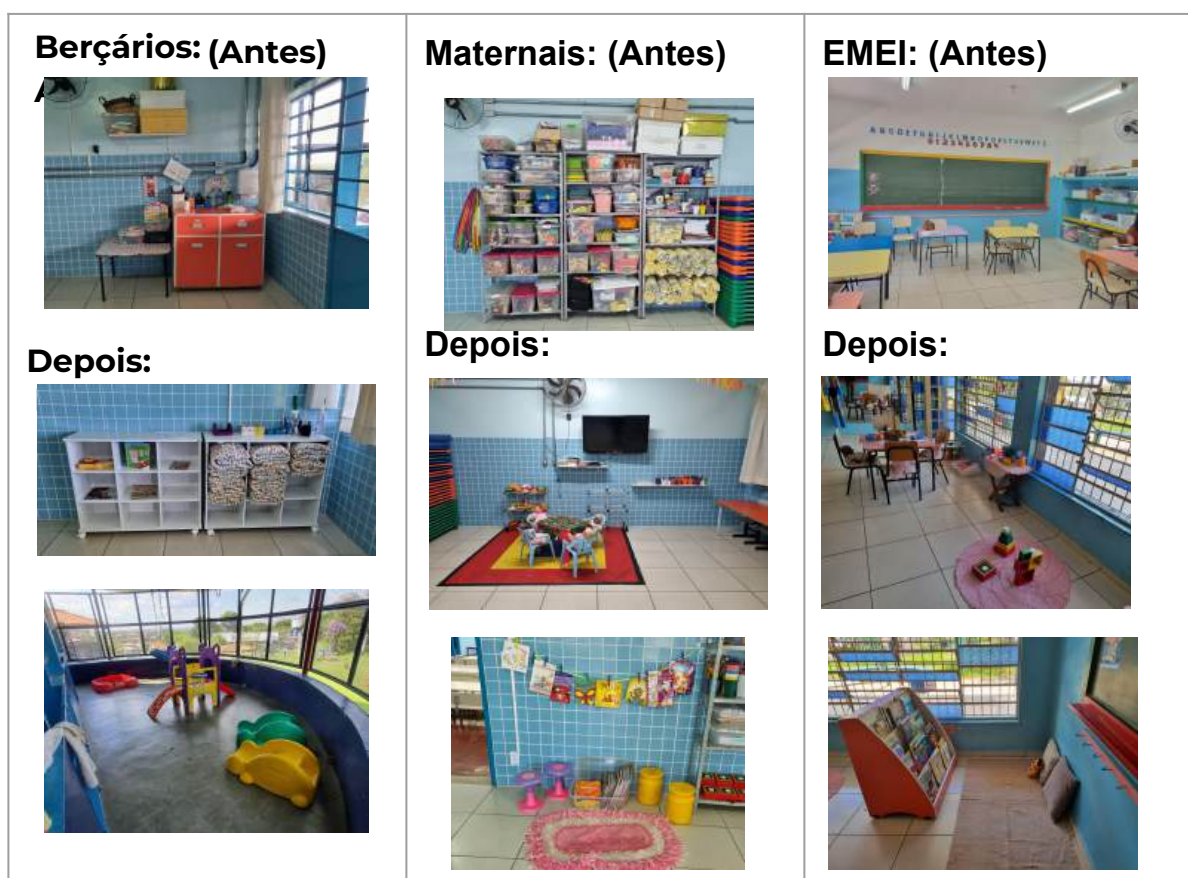 Berçários: (Antes)
A
Depois:
Maternais: (Antes)
Depois:
EMEI: (Antes)
Depois: